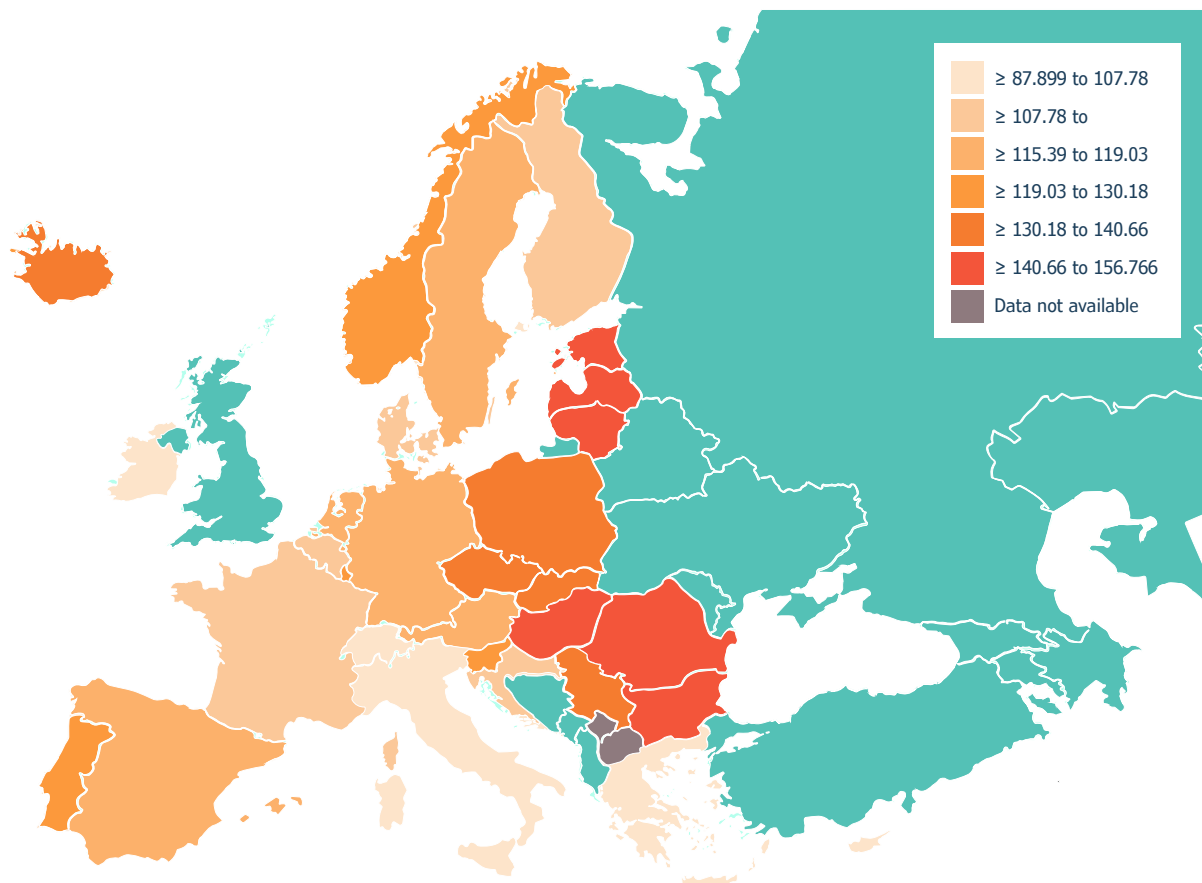 ≥ 87.899 to 107.78
≥ 107.78 to
≥ 115.39 to 119.03
≥ 119.03 to 130.18
≥ 130.18 to 140.66
≥ 140.66 to 156.766
Data not available